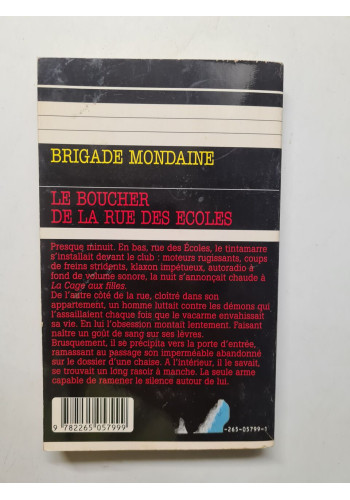 BRIGADE MONDAINE
LE BOUCHER
DE LA RUE DES ECOLES
Presque minuit. En bas, rue des Écoles, le tintamarre
s'installait devant le club : moteurs rugissants, coups
de freins stridents, klaxon impétueux, autoradio à
fond de volume sonore, la nuit s'annonçait chaude à
La Cage aux filles.
De l'autre côté de la rue, cloîtré dans son
appartement, un homme luttait contre les démons qui
l'assaillaient chaque fois que le vacarme envahissait
sa vie. En lui l'obsession montait lentement. Faisant
naître un goût de sang sur ses lèvres.
Brusquement, il se précipita vers la porte d'entrée,
ramassant au passage son imperméable abandonné
sur le dossier d'une chaise. A l'intérieur, il le savait,
se trouvait un long rasoir à manche. La seule arme
capable de ramener le silence autour de lui.
9 782265 057999
-265-05799-1